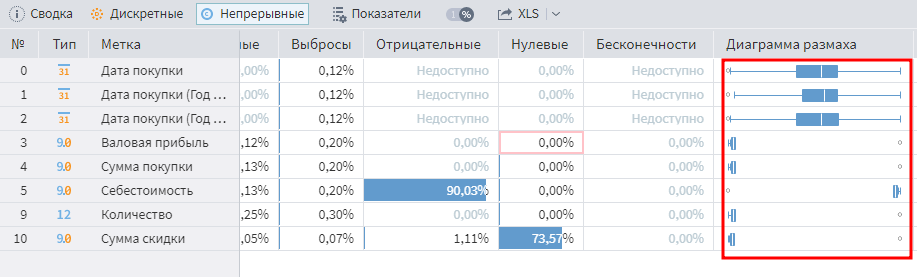 Сводка Дискретные Непрерывные Показатели 1 % XLS
№ Тип Метка ные Выбросы Отрицательные Нулевые Бесконечности Диаграмма размаха
0 31 Дата покупки ,00% 0,12% Недоступно 0,00% Недоступно
1 31 Дата покупки (Год ... ,00% 0,12% Недоступно 0,00% Недоступно
2 31 Дата покупки (Год ... ,00% 0,12% Недоступно 0,00% Недоступно
3 9.0 Валовая прибыль ,12% 0,20% 0,00% 0,00% 0,00%
4 9.0 Сумма покупки ,13% 0,20% 0,00% 0,00% 0,00%
5 9.0 Себестоимость ,13% 0,20% 90,03% 0,00% 0,00%
9 12 Количество ,25% 0,30% 0,00% 0,00% 0,00%
10 9.0 Сумма скидки ,05% 0,07% 1,11% 73,57% 0,00%